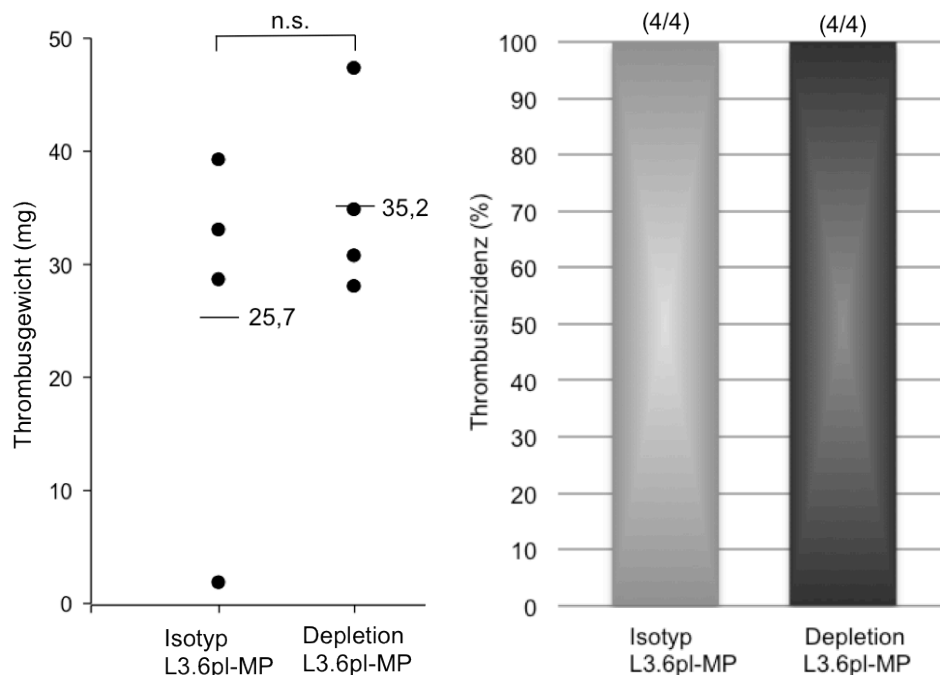 n.s.
50
40
30
20
10
0
Thrombusgewicht (mg)
25,7
35,2
Isotyp
L3.6pl-MP
Depletion
L3.6pl-MP
(4/4)
(4/4)
100
90
80
70
60
50
40
30
20
10
0
Thrombusinzidenz (%)
Isotyp
L3.6pl-MP
Depletion
L3.6pl-MP